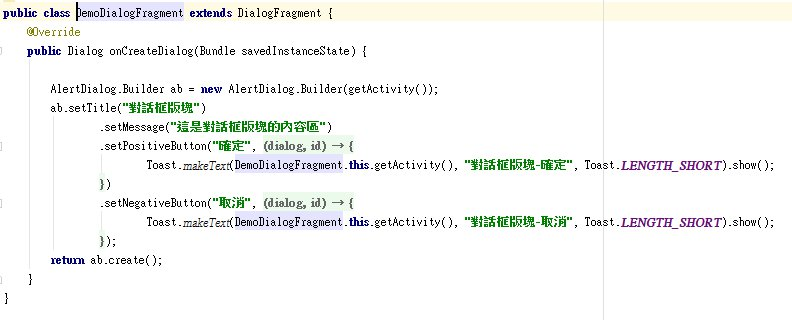 public class DemoDialogFragment extends DialogFragment {
@Override
public Dialog onCreateDialog(Bundle savedInstanceState) {
AlertDialog.Builder ab = new AlertDialog.Builder(getActivity());
ab.setTitle("對話框版塊")
.setMessage("這是對話框版塊的內容區")
.setPositiveButton("確定", (dialog, id) → {
Toast.makeText(DemoDialogFragment.this.getActivity(), "對話框版塊-確定", Toast.LENGTH_SHORT).show();
})
.setNegativeButton("取消", (dialog, id) → {
Toast.makeText(DemoDialogFragment.this.getActivity(), "對話框版塊-取消", Toast.LENGTH_SHORT).show();
});
return ab.create();
}
}